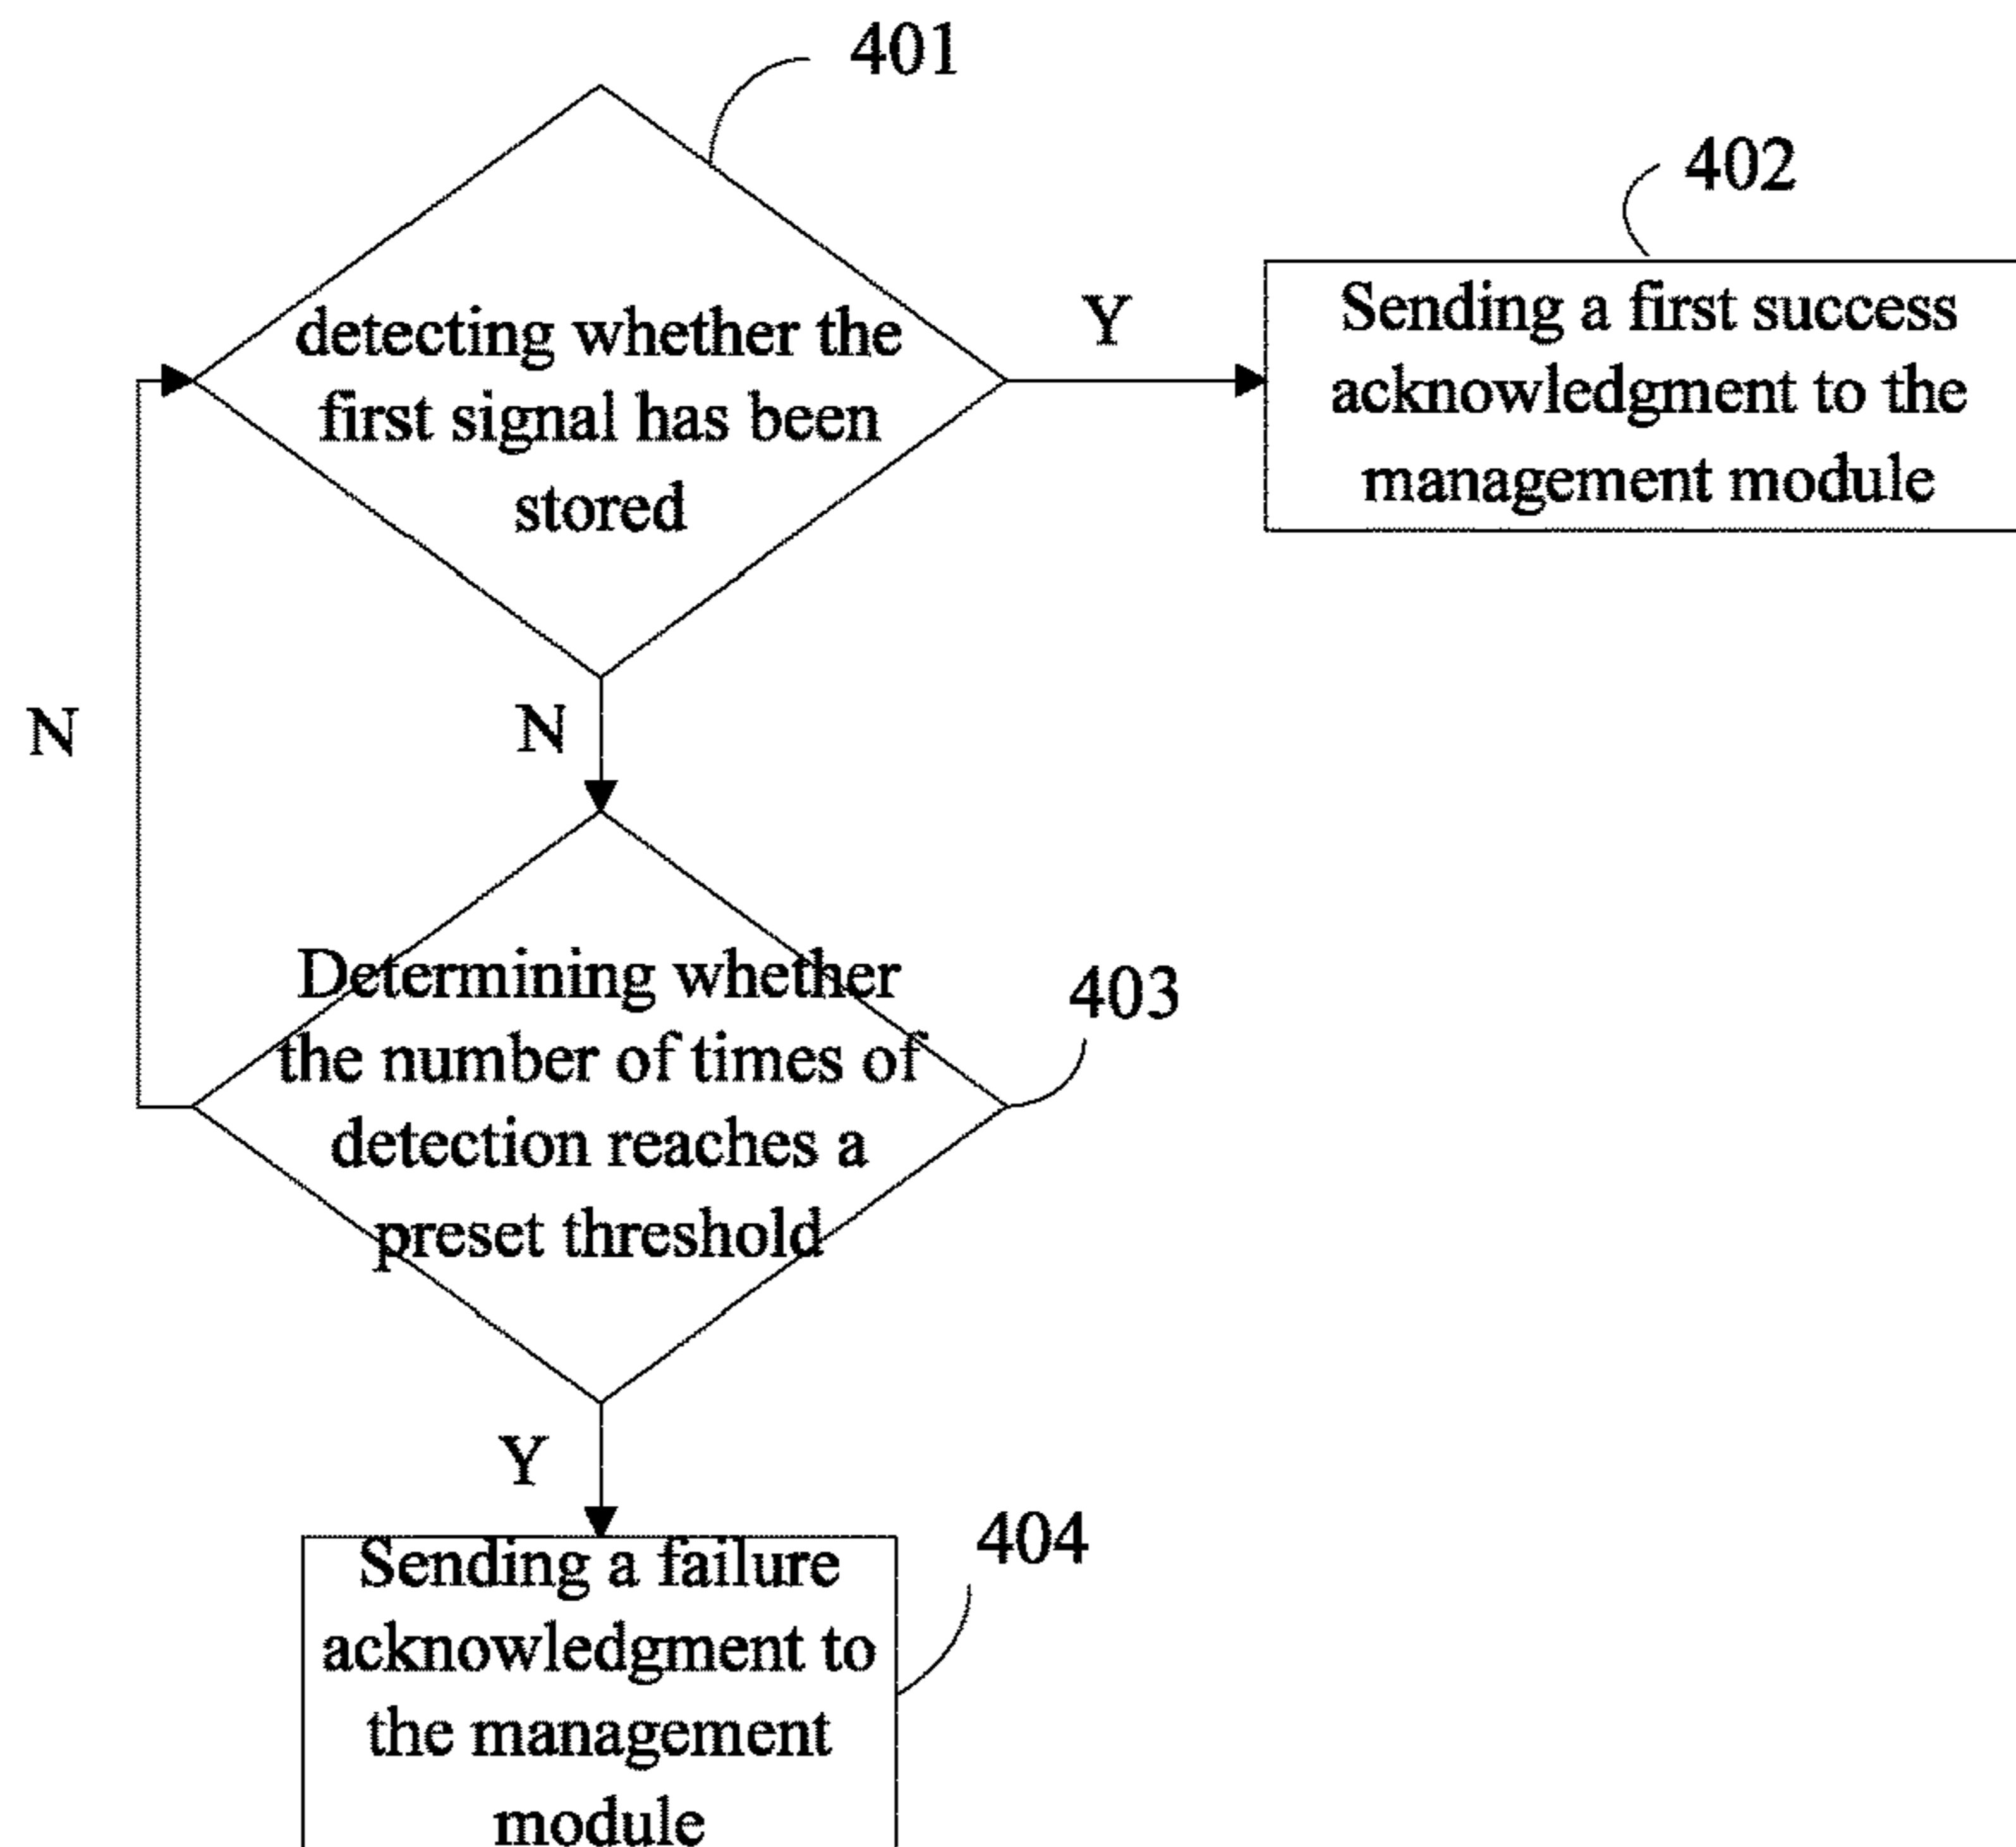 401
detecting whether the
first signal has been
stored
Y
402
Sending a first success
acknowledgment to the
management module
N
N
Determining whether
the number of times of
detection reaches a
preset threshold
403
Y
404
Sending a failure
acknowledgment to
the management
module